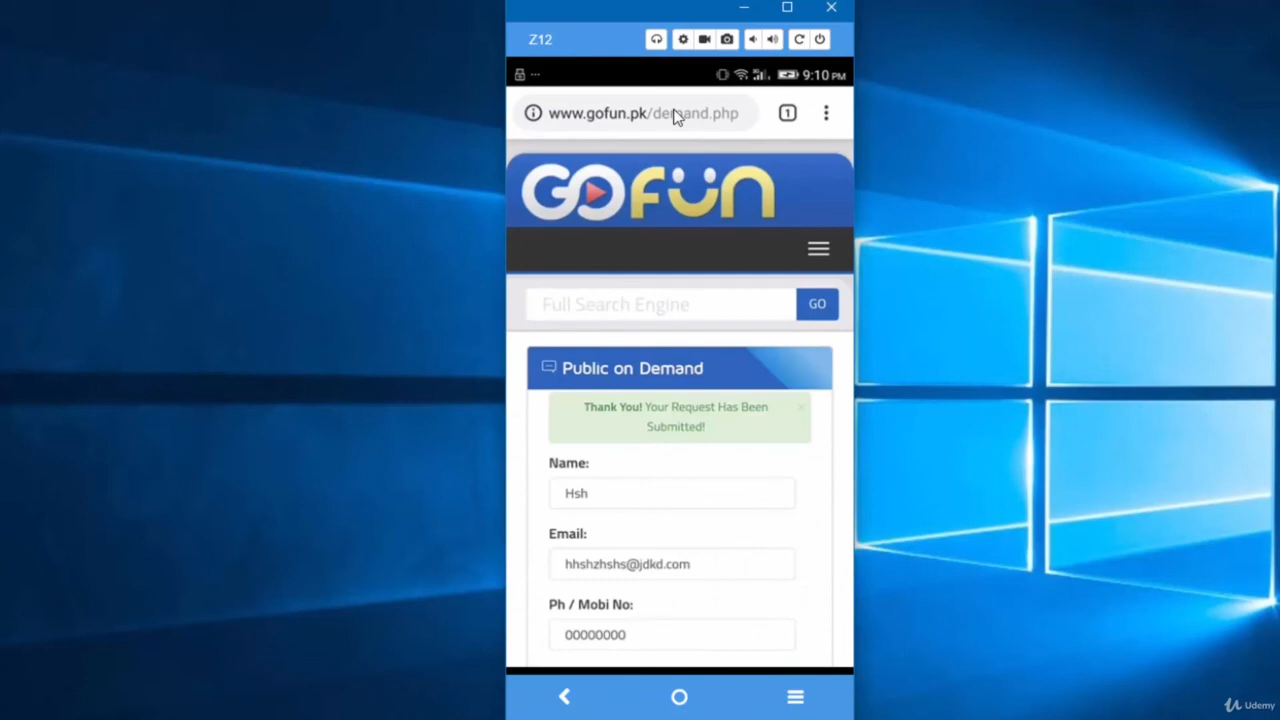 Z12
9:10 PM
www.gofun.pk/demand.php
1
GOFUN
Full Search Engine
GO
Public on Demand
Thank You! Your Request Has Been
Submitted!
Name:
Hsh
Email:
hhshzhshs@jdkd.com
Ph / Mobi No:
00000000
Udemy